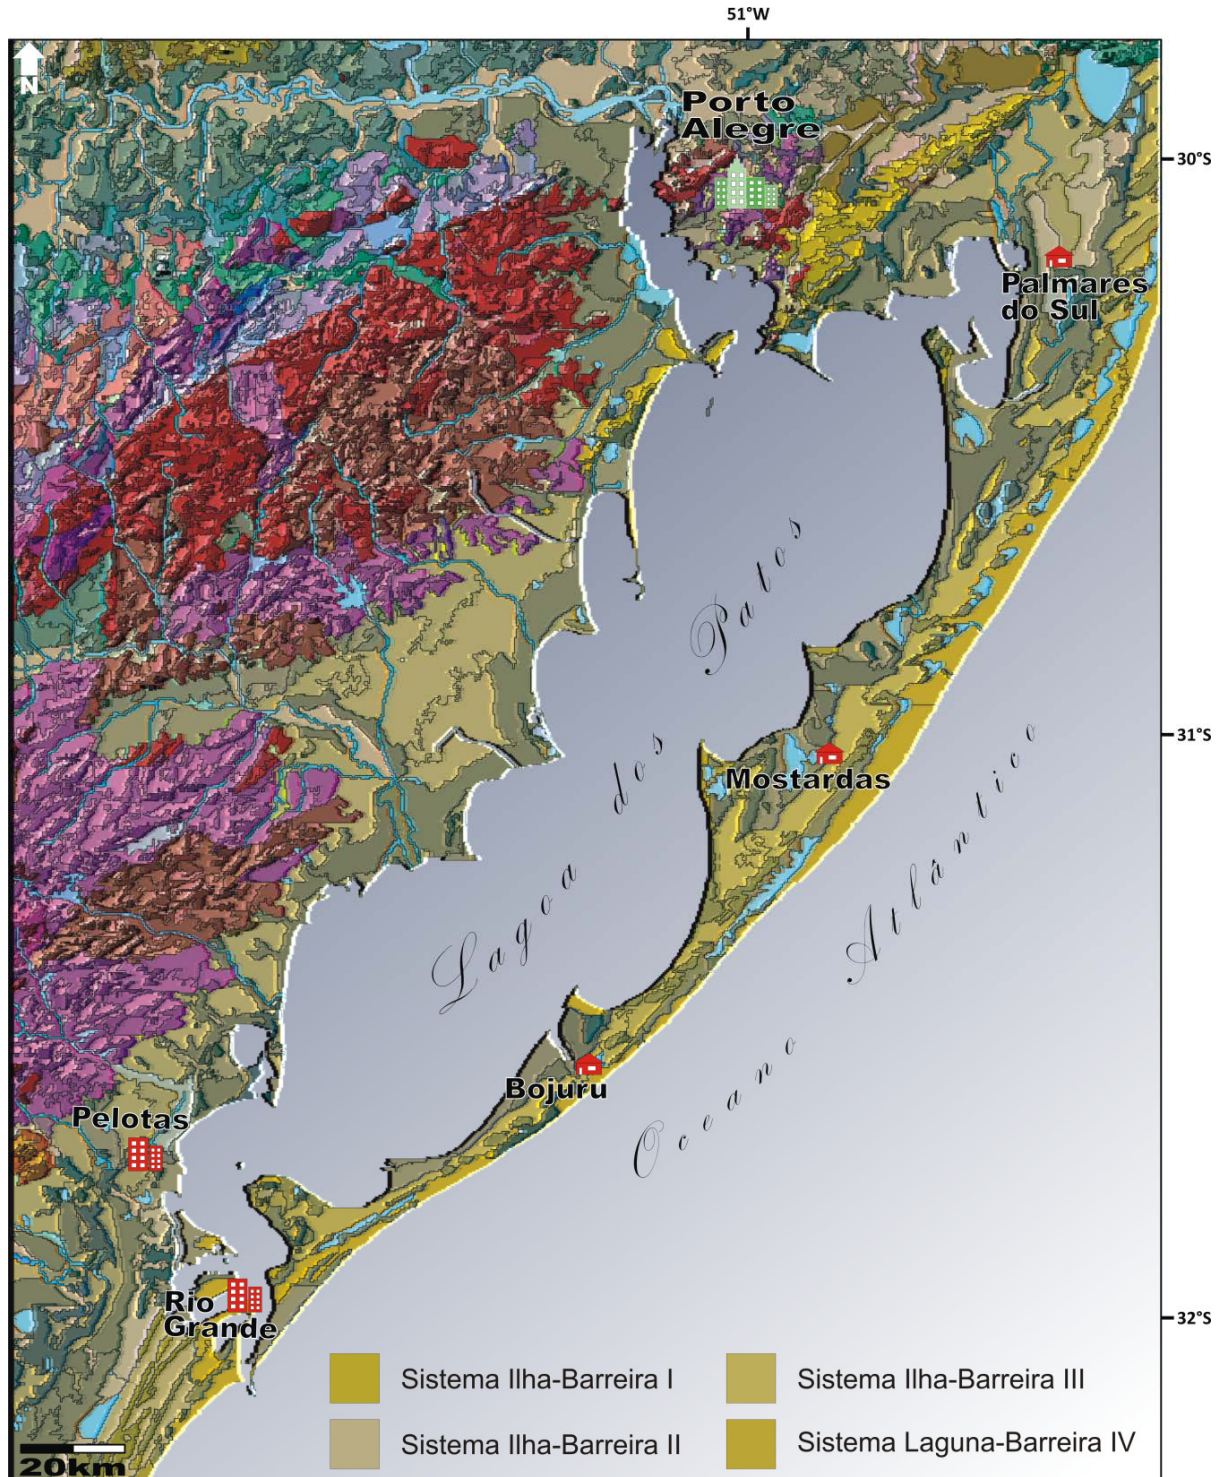 51°W
N
Porto
Alegre
30°S
Palmares
do Sul
Lagoa dos Patos
31°S
Mostardas
Oceano Atlântico
Bojuru
Pelotas
Rio
Grande
32°S
Sistema Ilha-Barreira I
Sistema Ilha-Barreira III
Sistema Ilha-Barreira II
Sistema Laguna-Barreira IV
20km